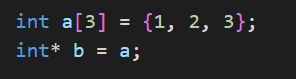 int a[3] = {1, 2, 3};
int* b = a;